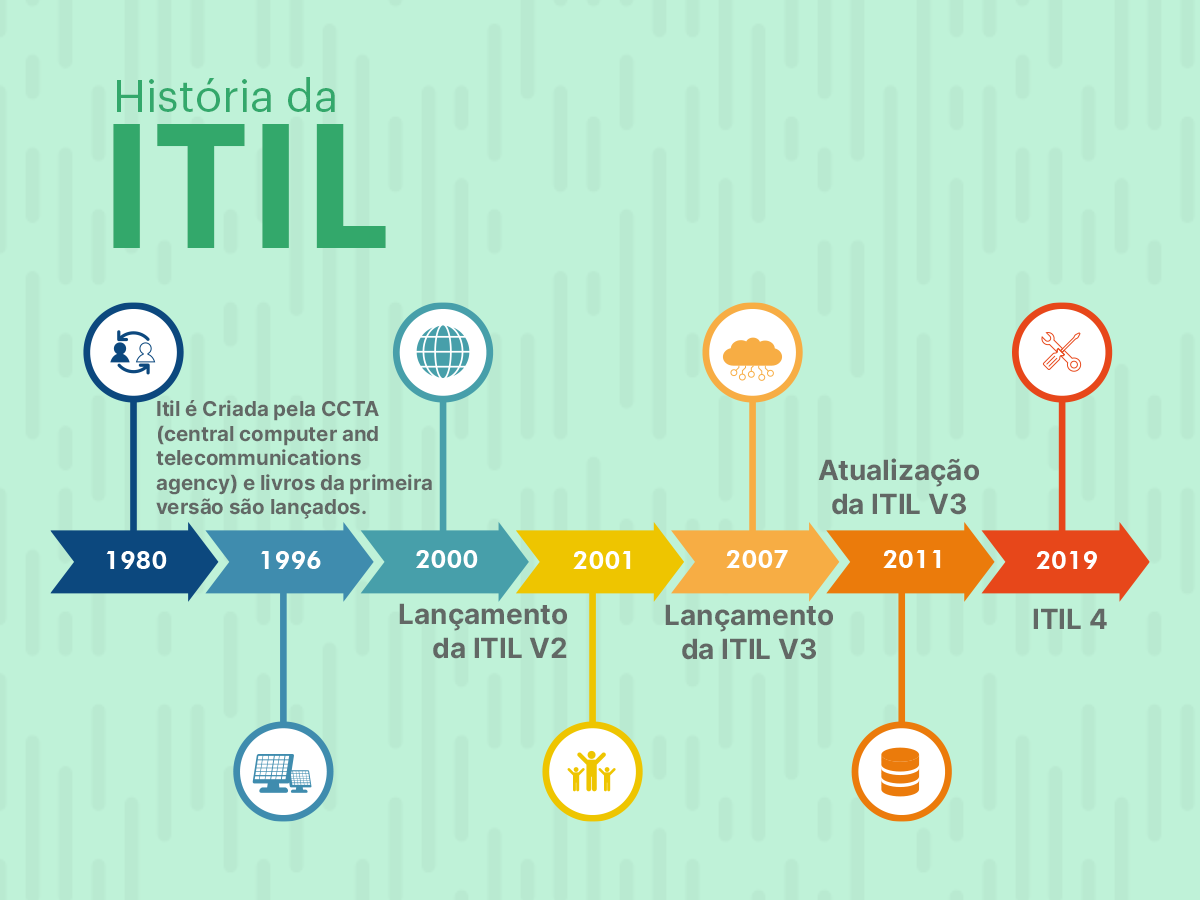 História da
ITIL
Itil é Criada pela CCTA
(central computer and
telecommunications
agency) e livros da primeira
versão são lançados.
Atualização
da ITIL V3
1980
1996
2000
2001
2007
2011
2019
Lançamento
da ITIL V2
Lançamento
da ITIL V3
ITIL 4